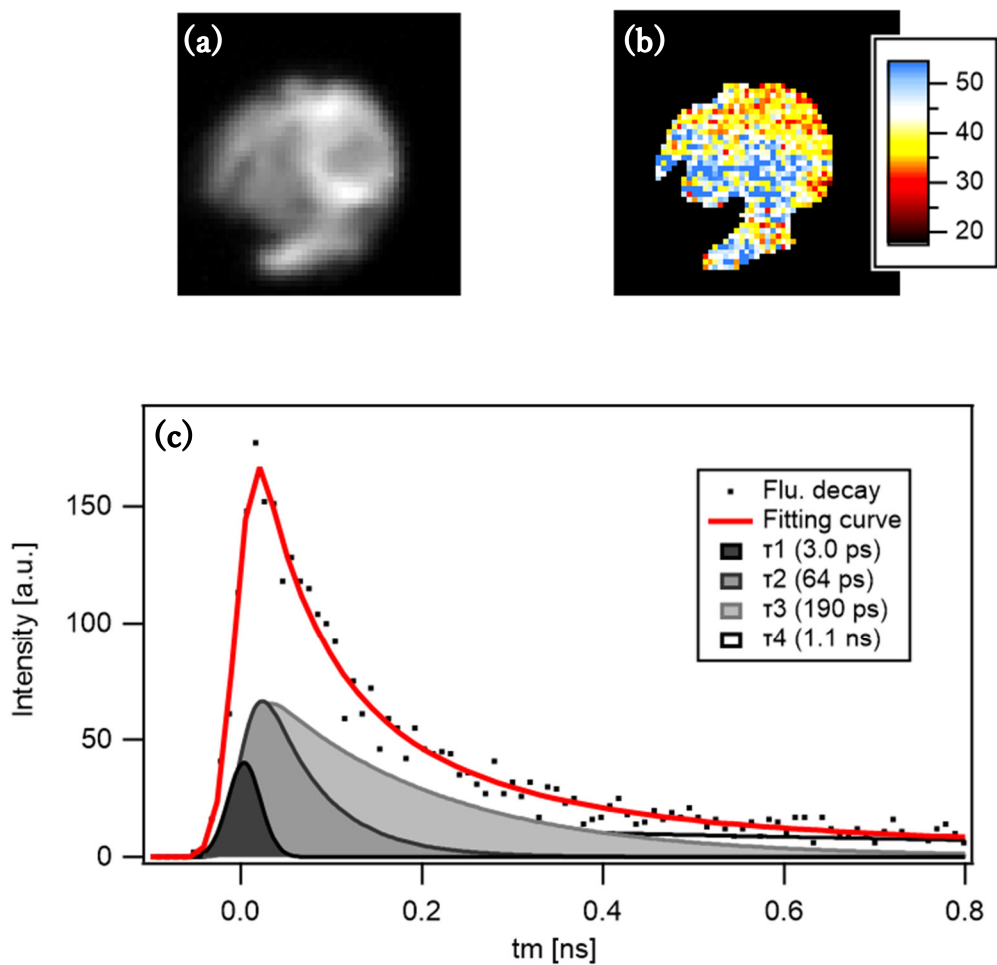 (a)
(b)
50
40
30
20
(c)
150
100
50
0
Intensity [a.u.]
Flu. decay
Fitting curve
τ1 (3.0 ps)
τ2 (64 ps)
τ3 (190 ps)
τ4 (1.1 ns)
0.0 0.2 0.4 0.6 0.8
tm [ns]